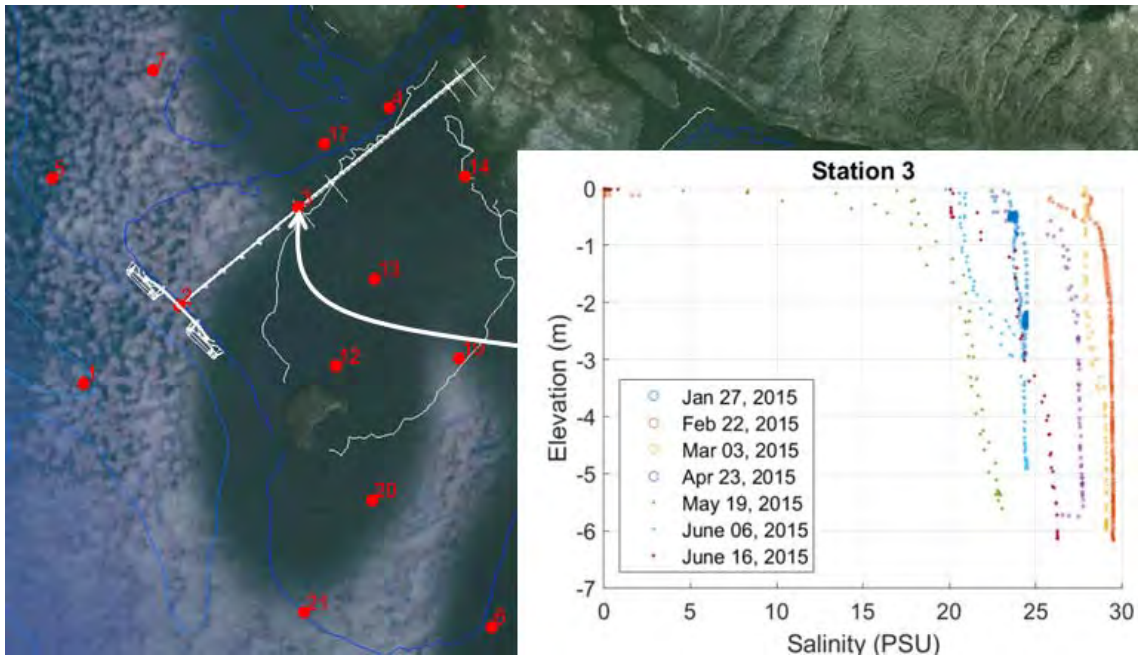 7
4
17
5
14
3
13
2
19
12
1
20
21
Station 3
Elevation (m)
0
-1
-2
-3
-4
-5
-6
-7
Jan 27, 2015
Feb 22, 2015
Mar 03, 2015
Apr 23, 2015
May 19, 2015
June 06, 2015
June 16, 2015
0 5 10 15 20 25 30
Salinity (PSU)